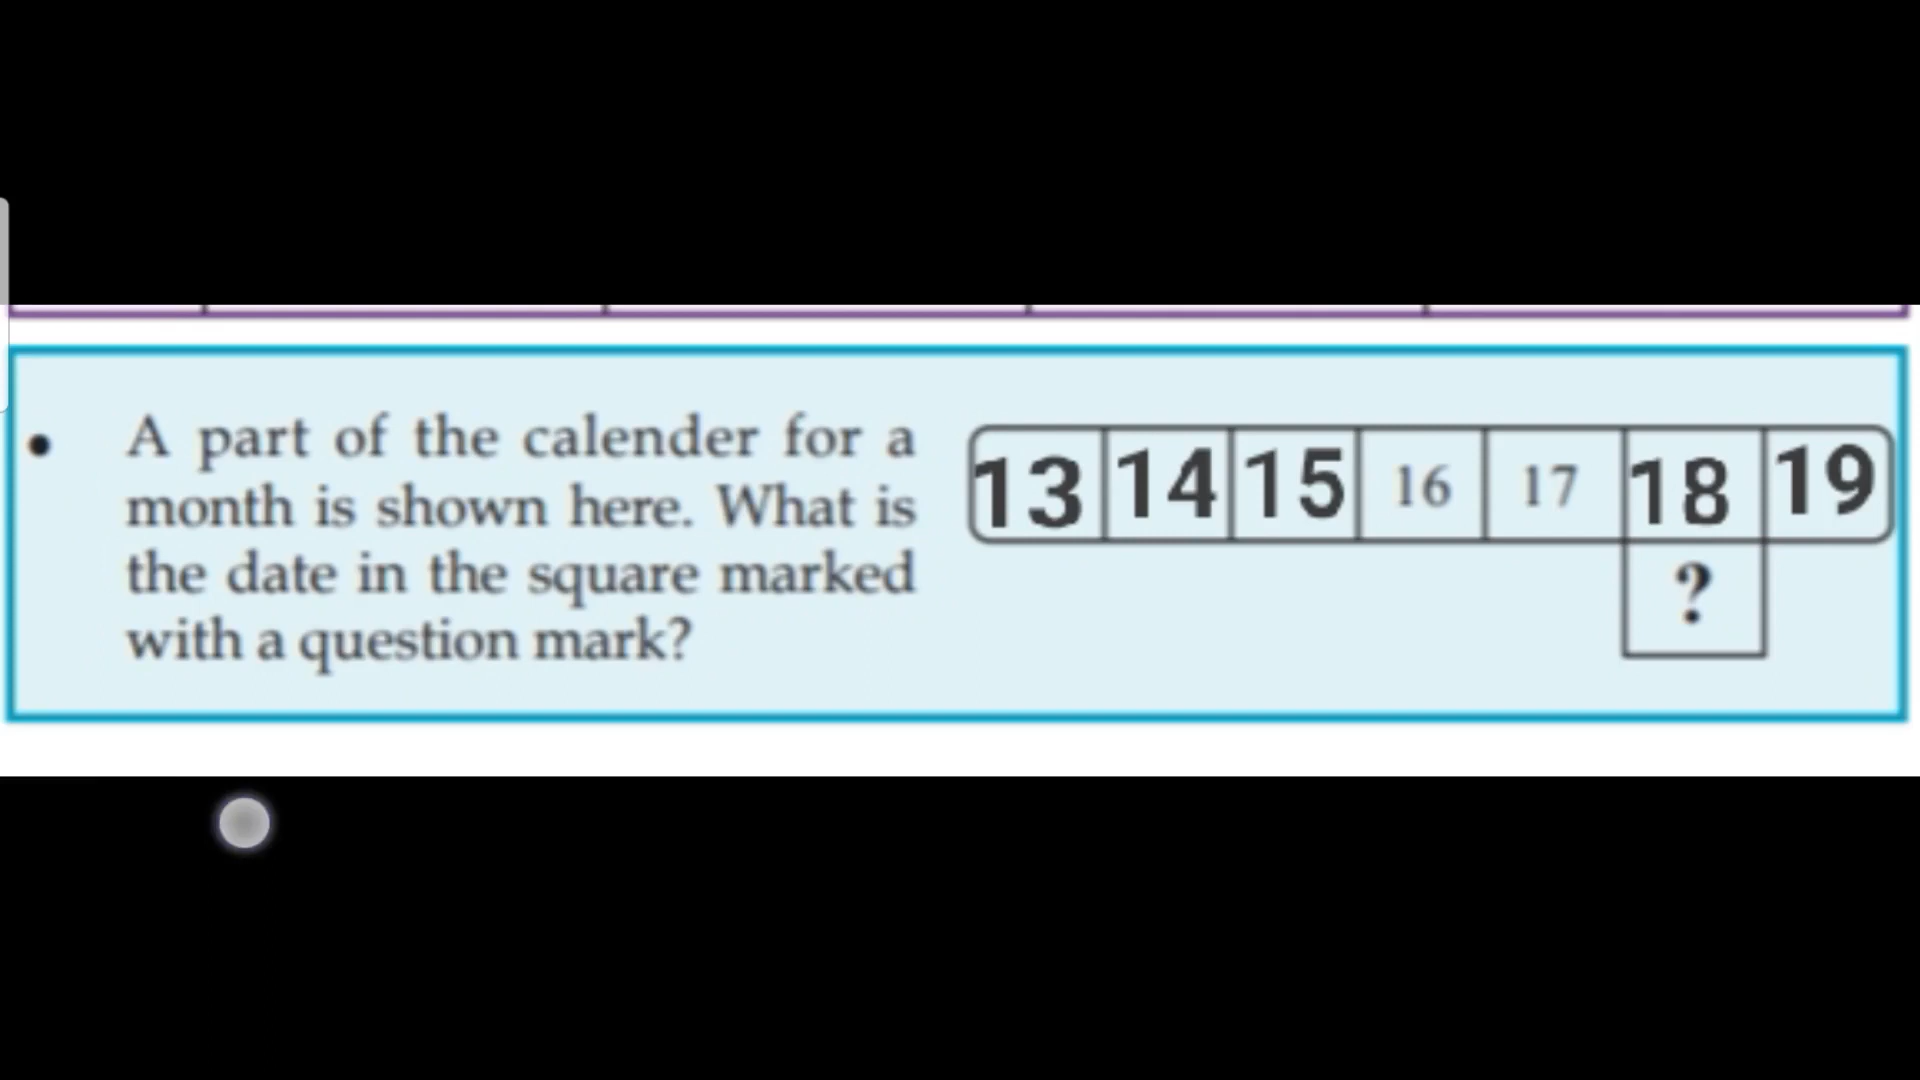 • A part of the calender for a
month is shown here. What is
the date in the square marked
with a question mark?
13 14 15 16 17 18 19
?